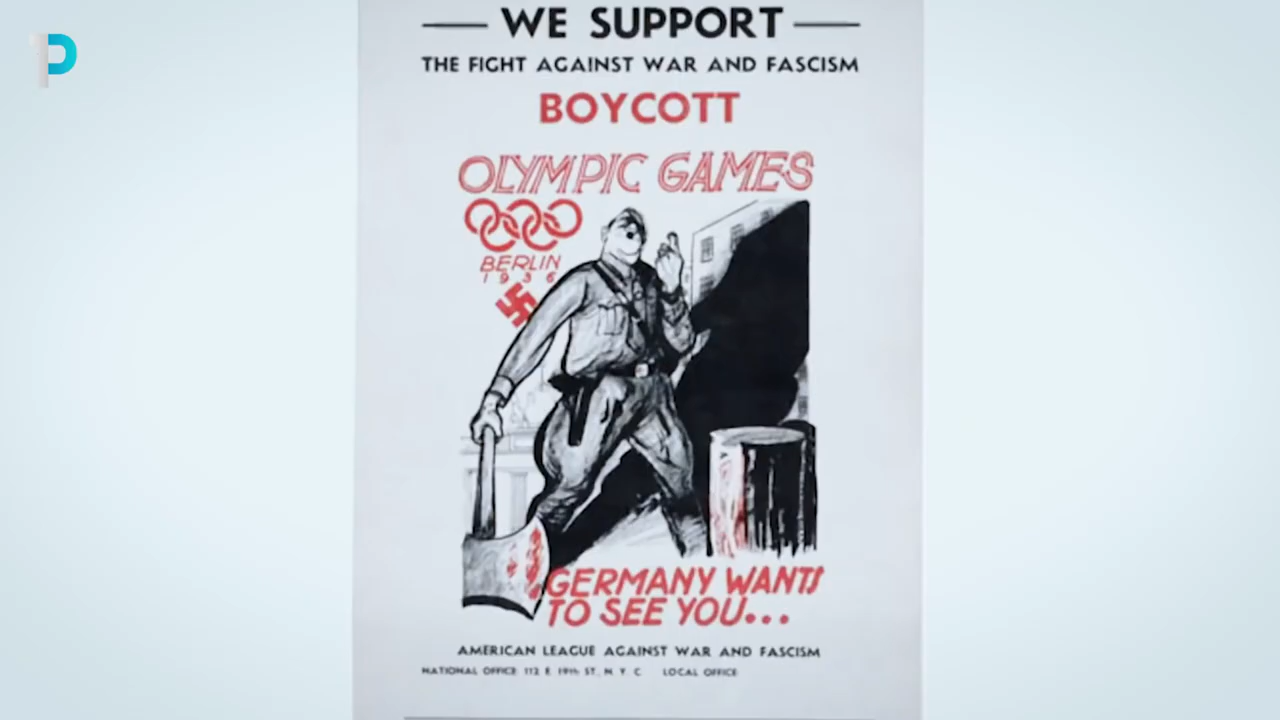 WE SUPPORT
THE FIGHT AGAINST WAR AND FASCISM
BOYCOTT
OLYMPIC GAMES
BERLIN
1936
GERMANY WANTS
TO SEE YOU...
AMERICAN LEAGUE AGAINST WAR AND FASCISM
NATIONAL OFFICE: 112 E. 19th ST., N. Y. C. LOCAL OFFICE: